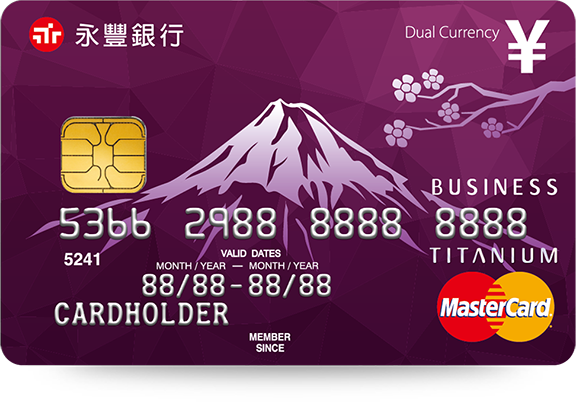 永豐銀行
Dual Currency ¥
BUSINESS
5366 2988 8888 8888
5241
VALID DATES
TITANIUM
MONTH / YEAR — MONTH / YEAR
88/88-88/88
CARDHOLDER
MasterCard
MEMBER
SINCE